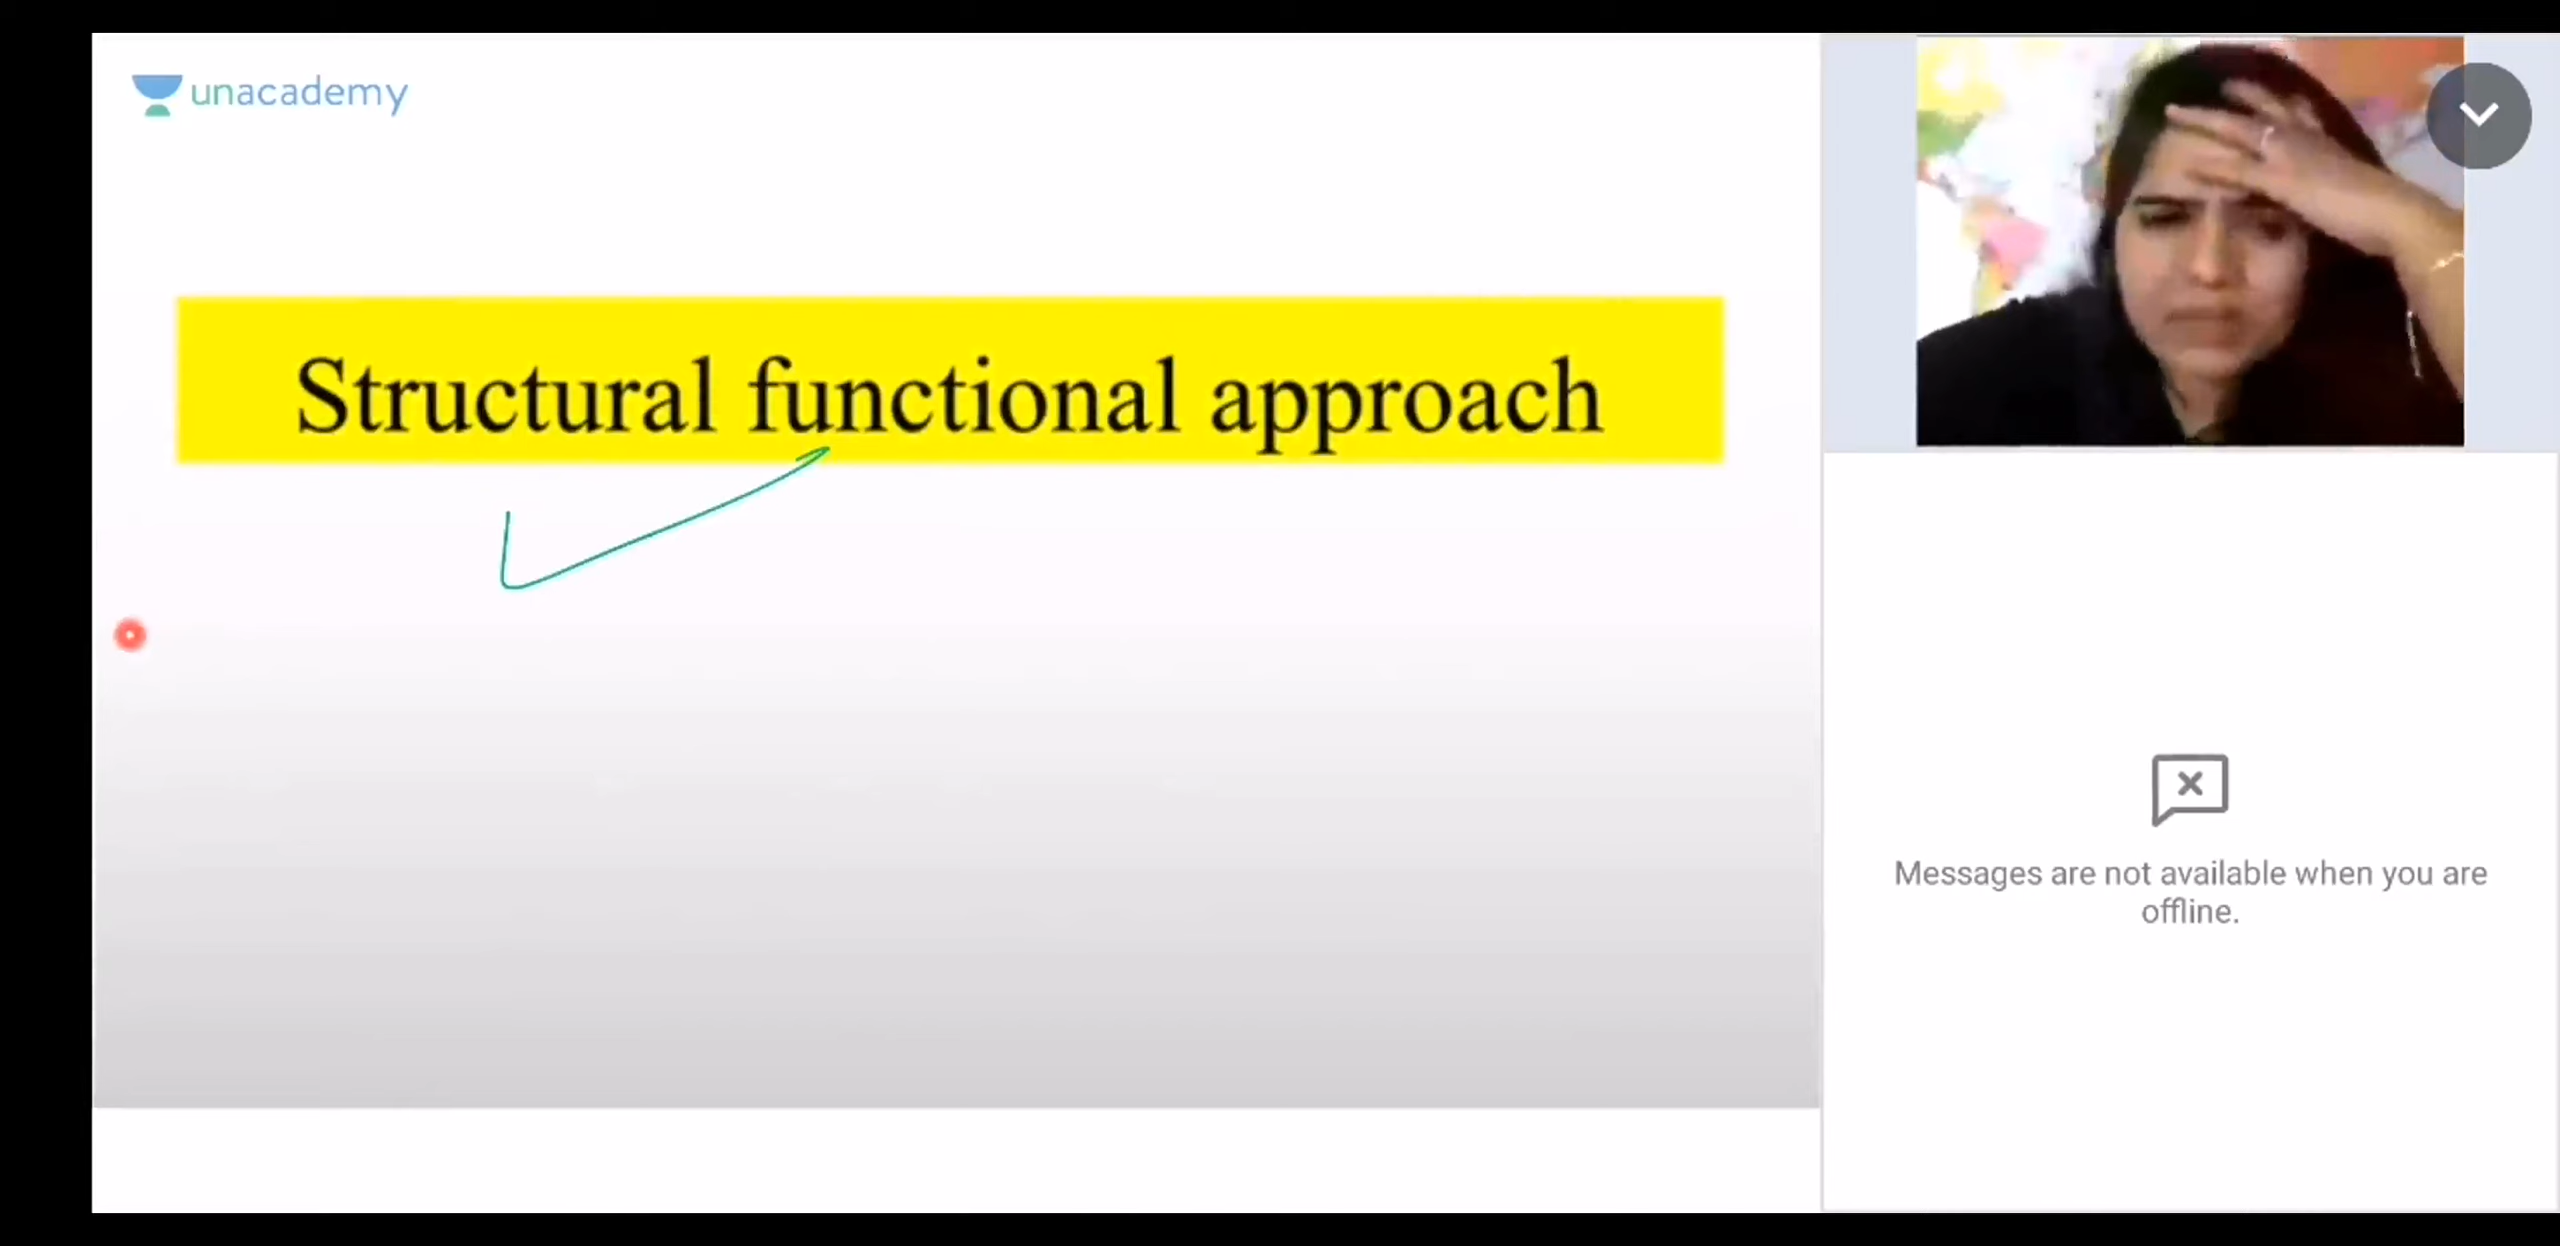 unacademy
Structural functional approach
Messages are not available when you are
offline.